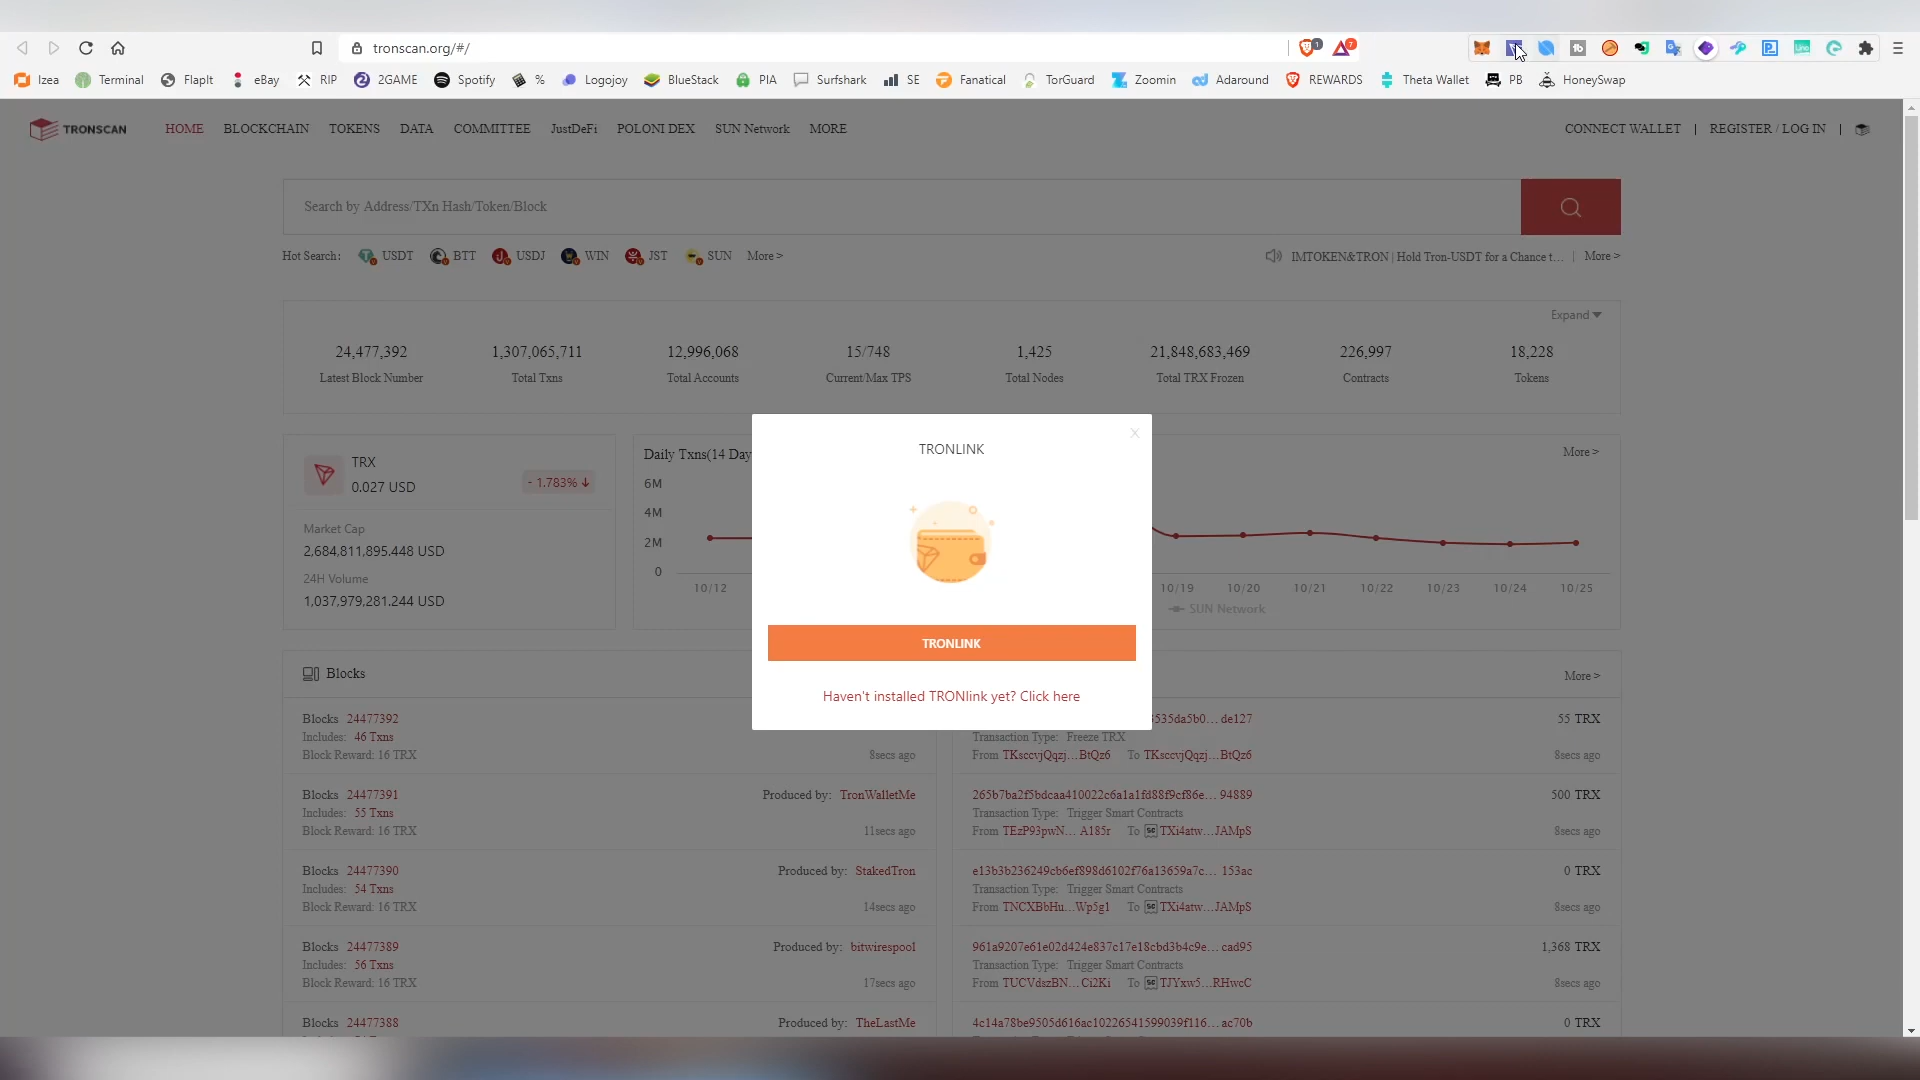 tronscan.org/#/
1
7
Izea Terminal FlapIt eBay RIP 2GAME Spotify % Logojoy BlueStack PIA Surfshark SE Fanatical TorGuard Zoomin Adaround REWARDS Theta Wallet PB HoneySwap
TRONSCAN HOME BLOCKCHAIN TOKENS DATA COMMITTEE JustDeFi POLONI DEX SUN Network MORE CONNECT WALLET | REGISTER / LOG IN |
Search by Address/TXn Hash/Token/Block
Hot Search: USDT BTT USDJ WIN JST SUN More > IMTOKEN&TRON | Hold Tron-USDT for a Chance t... | More >
Expand
24,477,392 1,307,065,711 12,996,068 15/748 1,425 21,848,683,469 226,997 18,228
Latest Block Number Total Txns Total Accounts Current/Max TPS Total Nodes Total TRX Frozen Contracts Tokens
TRX
0.027 USD
- 1.783%
Market Cap
2,684,811,895.448 USD
24H Volume
1,037,979,281.244 USD
Daily Txns(14 Day
More >
6M
4M
2M
0
10/12 10/19 10/20 10/21 10/22 10/23 10/24 10/25
SUN Network
TRONLINK
X
TRONLINK
Haven't installed TRONlink yet? Click here
Blocks
More >
Blocks 24477392
Includes: 46 Txns
Block Reward: 16 TRX 8secs ago
Blocks 24477391 Produced by: TronWalletMe
Includes: 55 Txns
Block Reward: 16 TRX 11secs ago
Blocks 24477390 Produced by: StakedTron
Includes: 54 Txns
Block Reward: 16 TRX 14secs ago
Blocks 24477389 Produced by: bitwirespool
Includes: 56 Txns
Block Reward: 16 TRX 17secs ago
Blocks 24477388 Produced by: TheLastMe
3535da5b0... de127 55 TRX
Transaction Type: Freeze TRX
From TKsccvjQqzj...BtQz6 To TKsccvjQqzj...BtQz6 8secs ago
265b7ba2f5bdcaa410022c6a1a1fd88f9cf86e... 94889 500 TRX
Transaction Type: Trigger Smart Contracts
From TEzP93pwN... A185r To TXi4atw...JAMpS 8secs ago
e13b3b236249cb6ef898d6102f76a13659a7c... 153ac 0 TRX
Transaction Type: Trigger Smart Contracts
From TNCXBbHu...Wp5g1 To TXi4atw...JAMpS 8secs ago
961a9207e61e02d424e837c17e18cbd3b4c9e... cad95 1,368 TRX
Transaction Type: Trigger Smart Contracts
From TUCVdszBN...Ci2Ki To TJYxw5...RHwcC 8secs ago
4c14a78be9505d616ac10226541599039f116... ac70b 0 TRX